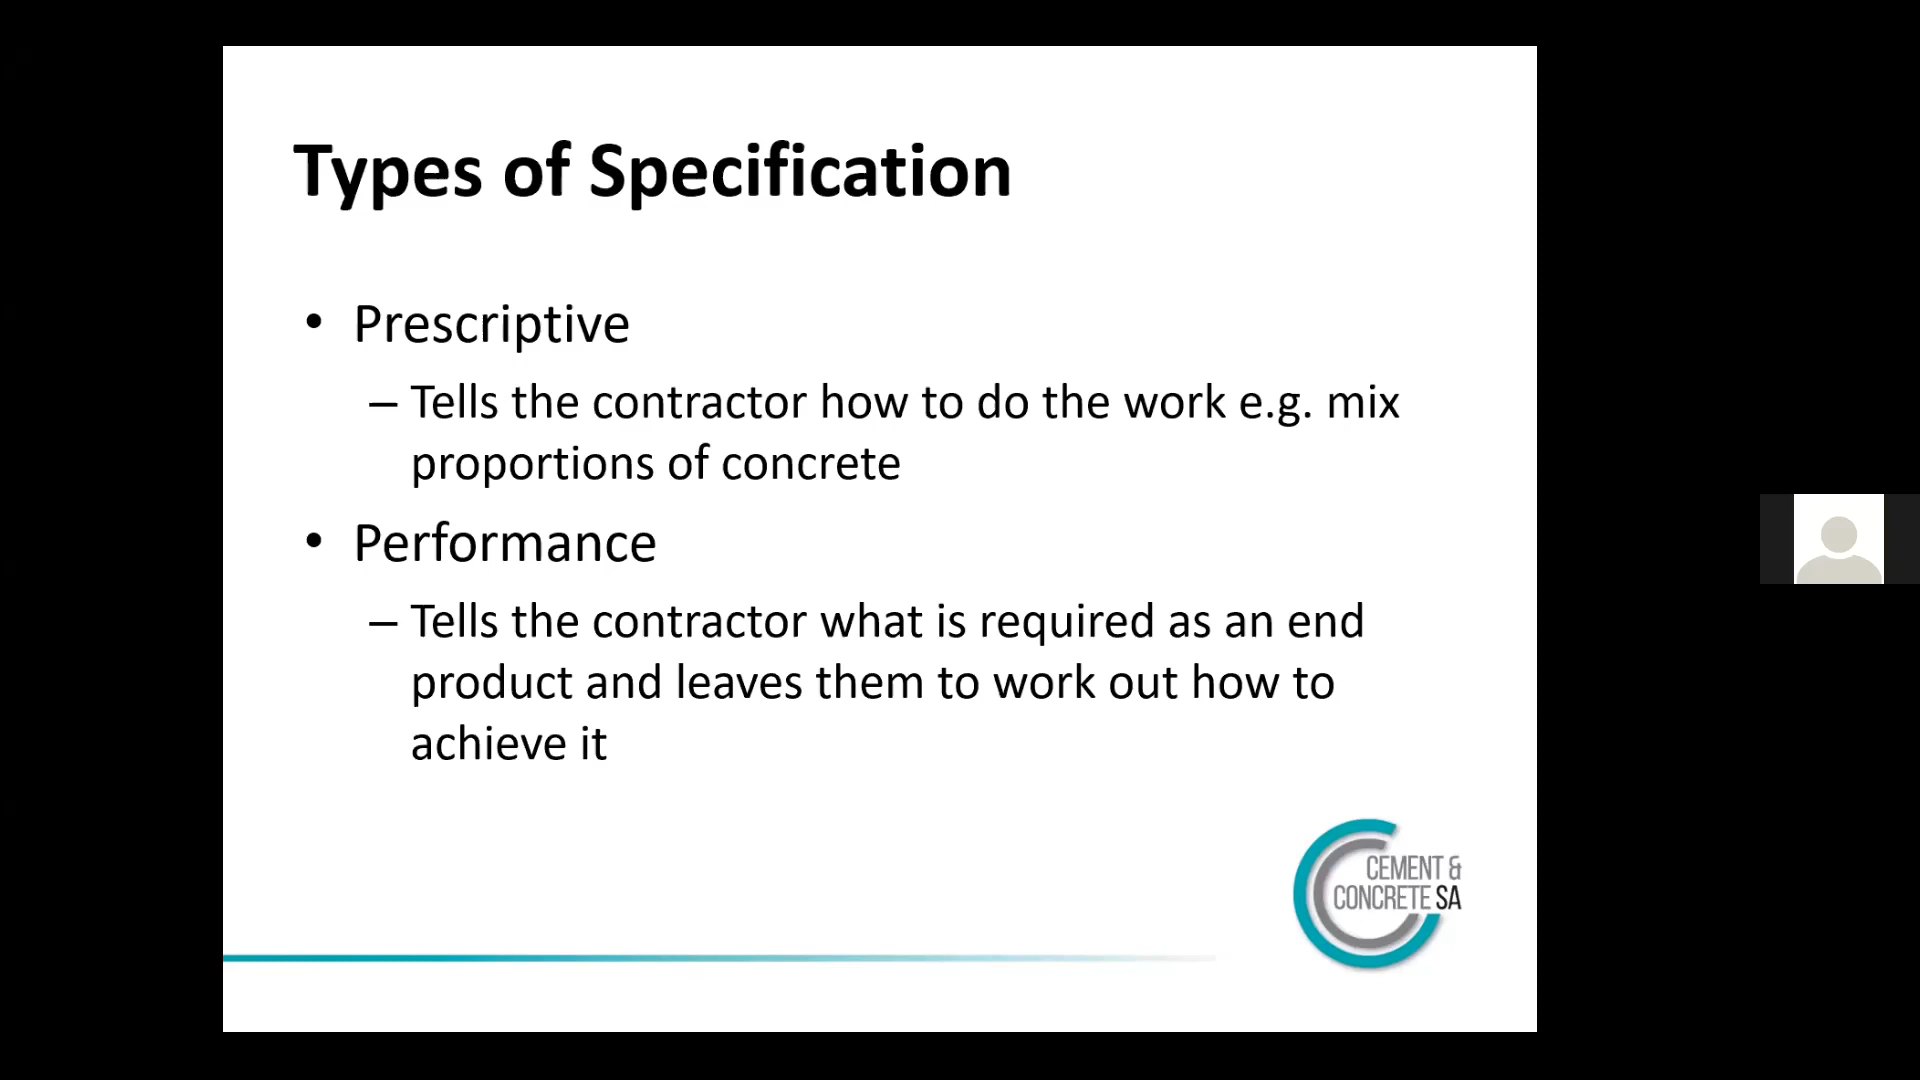 Types of Specification
• Prescriptive
– Tells the contractor how to do the work e.g. mix
proportions of concrete
• Performance
– Tells the contractor what is required as an end
product and leaves them to work out how to
achieve it
CEMENT &
CONCRETE SA